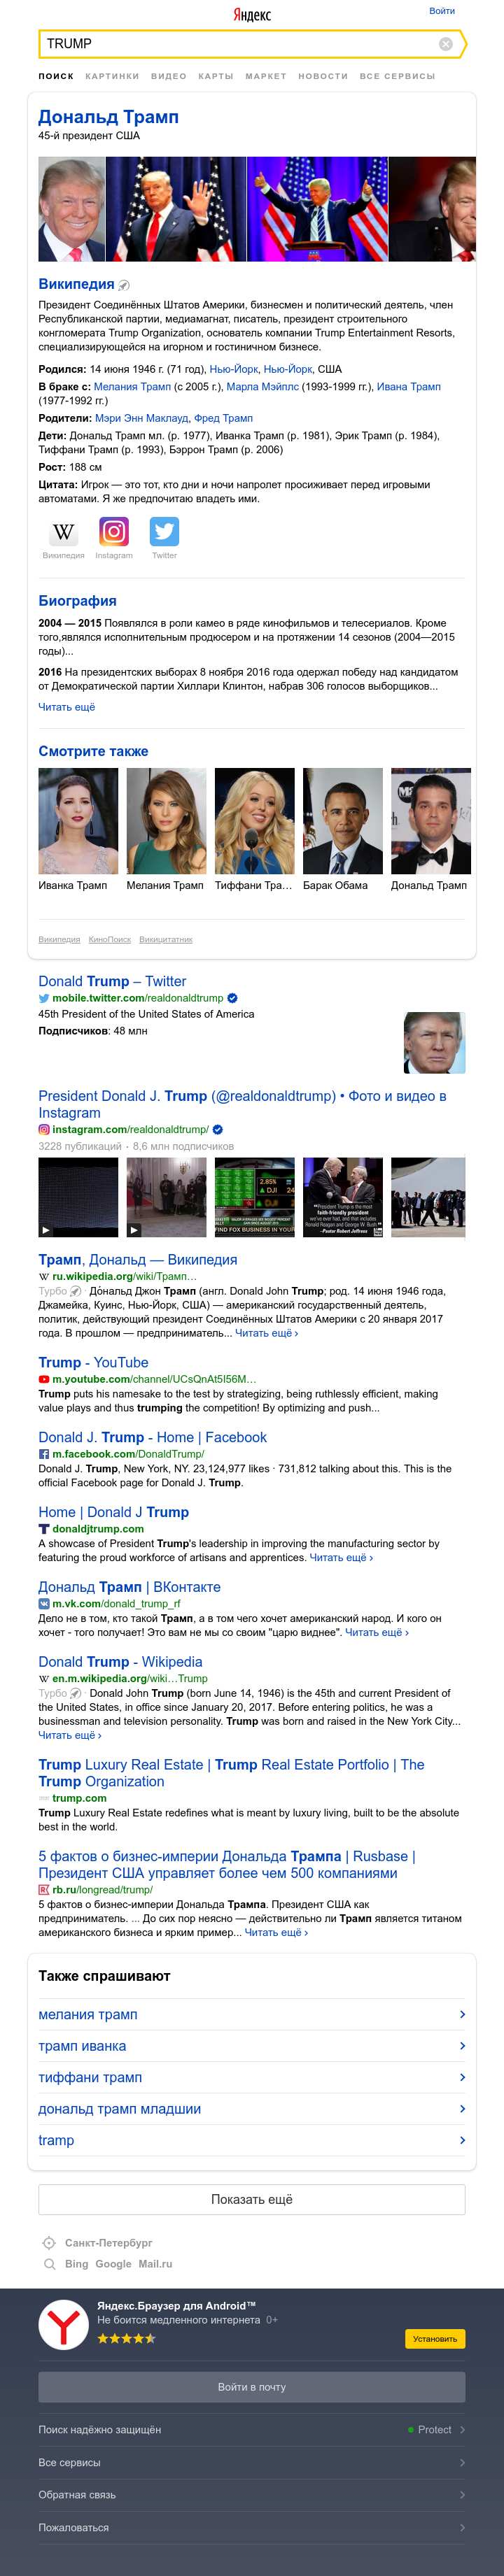 Яндекс
Войти
TRUMP
ПОИСК КАРТИНКИ ВИДЕО КАРТЫ МАРКЕТ НОВОСТИ ВСЕ СЕРВИСЫ
Дональд Трамп
45-й президент США
Википедия
Президент Соединённых Штатов Америки, бизнесмен и политический деятель, член
Республиканской партии, медиамагнат, писатель, президент строительного
конгломерата Trump Organization, основатель компании Trump Entertainment Resorts,
специализирующейся на игорном и гостиничном бизнесе.
Родился: 14 июня 1946 г. (71 год), Нью-Йорк, Нью-Йорк, США
В браке с: Мелания Трамп (с 2005 г.), Марла Мэйплс (1993-1999 гг.), Ивана Трамп
(1977-1992 гг.)
Родители: Мэри Энн Маклауд, Фред Трамп
Дети: Дональд Трамп мл. (р. 1977), Иванка Трамп (р. 1981), Эрик Трамп (р. 1984),
Тиффани Трамп (р. 1993), Бэррон Трамп (р. 2006)
Рост: 188 см
Цитата: Игрок — это тот, кто дни и ночи напролет просиживает перед игровыми
автоматами. Я же предпочитаю владеть ими.
W
Википедия Instagram Twitter
Биография
2004 — 2015 Появлялся в роли камео в ряде кинофильмов и телесериалов. Кроме
того,являлся исполнительным продюсером и на протяжении 14 сезонов (2004—2015
годы)...
2016 На президентских выборах 8 ноября 2016 года одержал победу над кандидатом
от Демократической партии Хиллари Клинтон, набрав 306 голосов выборщиков...
Читать ещё
Смотрите также
Иванка Трамп Мелания Трамп Тиффани Тра… Барак Обама Дональд Трамп
Википедия КиноПоиск Викицитатник
Donald Trump – Twitter
mobile.twitter.com/realdonaldtrump
45th President of the United States of America
Подписчиков: 48 млн
President Donald J. Trump (@realdonaldtrump) • Фото и видео в
Instagram
instagram.com/realdonaldtrump/
3228 публикаций · 8,6 млн подписчиков
Трамп, Дональд — Википедия
W ru.wikipedia.org/wiki/Трамп…
Турбо · До́нальд Джон Трамп (англ. Donald John Trump; род. 14 июня 1946 года,
Джамейка, Куинс, Нью-Йорк, США) — американский государственный деятель,
политик, действующий президент Соединённых Штатов Америки с 20 января 2017
года. В прошлом — предприниматель... Читать ещё ›
Trump - YouTube
m.youtube.com/channel/UCsQnAt5I56M…
Trump puts his namesake to the test by strategizing, being ruthlessly efficient, making
value plays and thus trumping the competition! By optimizing and push...
Donald J. Trump - Home | Facebook
m.facebook.com/DonaldTrump/
Donald J. Trump, New York, NY. 23,124,977 likes · 731,812 talking about this. This is the
official Facebook page for Donald J. Trump.
Home | Donald J Trump
donaldjtrump.com
A showcase of President Trump's leadership in improving the manufacturing sector by
featuring the proud workforce of artisans and apprentices. Читать ещё ›
Дональд Трамп | ВКонтакте
m.vk.com/donald_trump_rf
Дело не в том, кто такой Трамп, а в том чего хочет американский народ. И кого он
хочет - того получает! Это вам не мы со своим "царю виднее". Читать ещё ›
Donald Trump - Wikipedia
W en.m.wikipedia.org/wiki…Trump
Турбо · Donald John Trump (born June 14, 1946) is the 45th and current President of
the United States, in office since January 20, 2017. Before entering politics, he was a
businessman and television personality. Trump was born and raised in the New York City...
Читать ещё ›
Trump Luxury Real Estate | Trump Real Estate Portfolio | The
Trump Organization
trump.com
Trump Luxury Real Estate redefines what is meant by luxury living, built to be the absolute
best in the world.
5 фактов о бизнес-империи Дональда Трампа | Rusbase |
Президент США управляет более чем 500 компаниями
rb.ru/longread/trump/
5 фактов о бизнес-империи Дональда Трампа. Президент США как
предприниматель. ... До сих пор неясно — действительно ли Трамп является титаном
американского бизнеса и ярким пример... Читать ещё ›
Также спрашивают
мелания трамп
трамп иванка
тиффани трамп
дональд трамп младшии
tramp
Показать ещё
Санкт-Петербург
Bing Google Mail.ru
Яндекс.Браузер для Android™
Не боится медленного интернета 0+
Установить
Войти в почту
Поиск надёжно защищён Protect
Все сервисы
Обратная связь
Пожаловаться